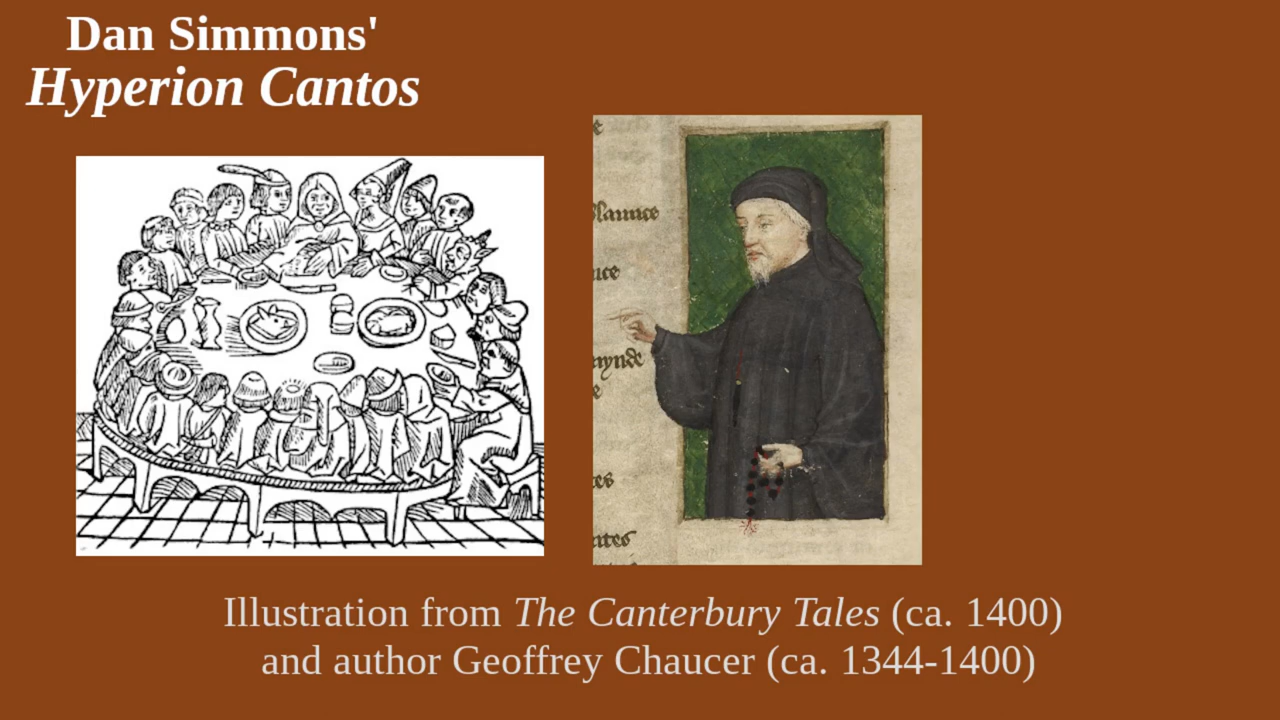 Dan Simmons'
Hyperion Cantos
Illustration from The Canterbury Tales (ca. 1400)
and author Geoffrey Chaucer (ca. 1344-1400)